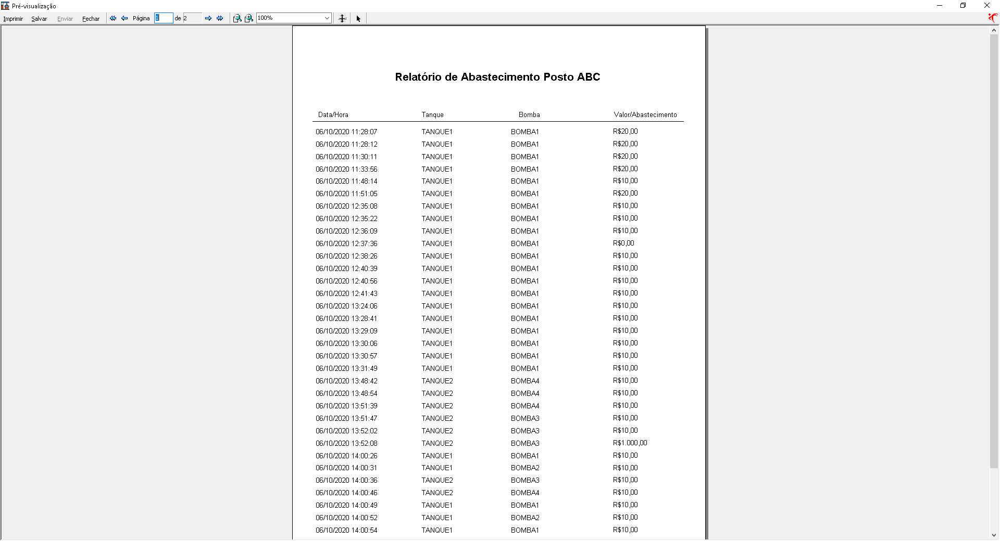 Pré-visualização
Imprimir Salvar Enviar Fechar Página 1 de 2 100%
Relatório de Abastecimento Posto ABC
Data/Hora Tanque Bomba Valor/Abastecimento
06/10/2020 11:28:07 TANQUE1 BOMBA1 R$20,00
06/10/2020 11:28:12 TANQUE1 BOMBA1 R$20,00
06/10/2020 11:30:11 TANQUE1 BOMBA1 R$20,00
06/10/2020 11:33:56 TANQUE1 BOMBA1 R$20,00
06/10/2020 11:48:14 TANQUE1 BOMBA1 R$10,00
06/10/2020 11:51:05 TANQUE1 BOMBA1 R$20,00
06/10/2020 12:35:08 TANQUE1 BOMBA1 R$10,00
06/10/2020 12:35:22 TANQUE1 BOMBA1 R$10,00
06/10/2020 12:36:09 TANQUE1 BOMBA1 R$10,00
06/10/2020 12:37:36 TANQUE1 BOMBA1 R$0,00
06/10/2020 12:38:26 TANQUE1 BOMBA1 R$10,00
06/10/2020 12:40:39 TANQUE1 BOMBA1 R$10,00
06/10/2020 12:40:56 TANQUE1 BOMBA1 R$10,00
06/10/2020 12:41:43 TANQUE1 BOMBA1 R$10,00
06/10/2020 13:24:06 TANQUE1 BOMBA1 R$10,00
06/10/2020 13:28:41 TANQUE1 BOMBA1 R$10,00
06/10/2020 13:29:09 TANQUE1 BOMBA1 R$10,00
06/10/2020 13:30:06 TANQUE1 BOMBA1 R$10,00
06/10/2020 13:30:57 TANQUE1 BOMBA1 R$10,00
06/10/2020 13:31:49 TANQUE1 BOMBA1 R$10,00
06/10/2020 13:48:42 TANQUE2 BOMBA4 R$10,00
06/10/2020 13:48:54 TANQUE2 BOMBA4 R$10,00
06/10/2020 13:51:39 TANQUE2 BOMBA4 R$10,00
06/10/2020 13:51:47 TANQUE2 BOMBA3 R$10,00
06/10/2020 13:52:02 TANQUE2 BOMBA3 R$10,00
06/10/2020 13:52:08 TANQUE2 BOMBA3 R$1.000,00
06/10/2020 14:00:26 TANQUE1 BOMBA1 R$10,00
06/10/2020 14:00:31 TANQUE1 BOMBA2 R$10,00
06/10/2020 14:00:36 TANQUE2 BOMBA3 R$10,00
06/10/2020 14:00:46 TANQUE2 BOMBA4 R$10,00
06/10/2020 14:00:49 TANQUE1 BOMBA1 R$10,00
06/10/2020 14:00:52 TANQUE1 BOMBA2 R$10,00
06/10/2020 14:00:54 TANQUE1 BOMBA1 R$10,00